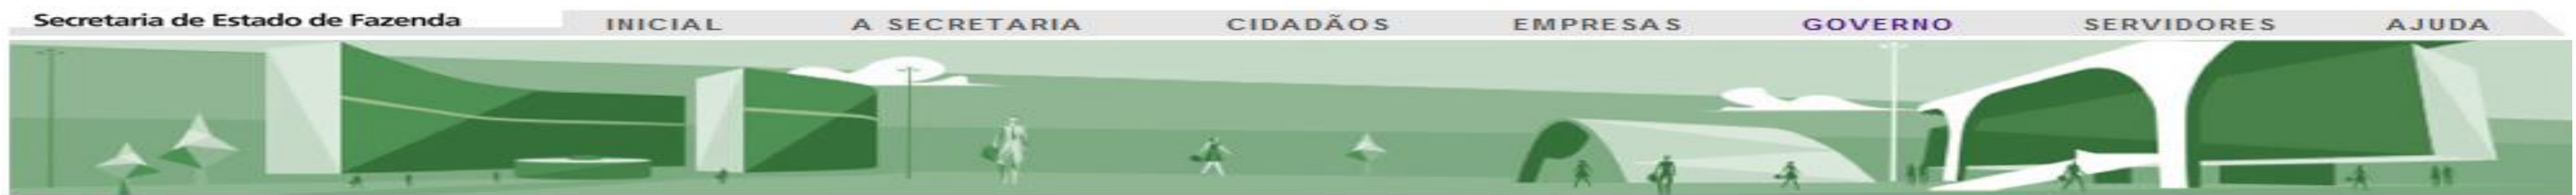 Secretaria de Estado de Fazenda
INICIAL A SECRETARIA CIDADÃOS EMPRESAS GOVERNO SERVIDORES AJUDA